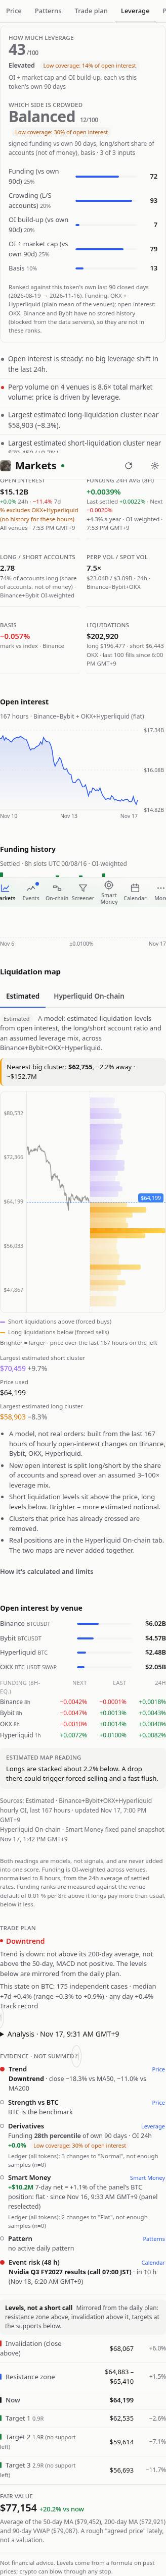 Price Patterns Trade plan Leverage
HOW MUCH LEVERAGE
43/100
Elevated Low coverage: 14% of open interest
OI ÷ market cap and OI build-up, each vs this
token's own 90 days
WHICH SIDE IS CROWDED
Balanced 12/100
Low coverage: 30% of open interest
signed funding vs own 90 days, long/short share of
accounts (not of money), basis · 3 of 3 inputs
Funding (vs own
90d) 25% 72
Crowding (L/S
accounts) 20% 93
OI build-up (vs own
90d) 20% 7
OI ÷ market cap (vs
own 90d) 25% 79
Basis 10% 13
Ranked against this token's own last 90 closed days
(2026-08-19 – 2026-11-16). Funding: OKX +
Hyperliquid (plan mean of the venues); open interest:
OKX. Binance and Bybit have no stored history
(blocked from the data servers), so they are not in
these ranks.
Open interest is steady: no big leverage shift in
the last 24h.
Perp volume on 4 venues is 8.6× total market
volume: price is driven by leverage.
Largest estimated long-liquidation cluster near
$58,903 (−8.3%).
Largest estimated short-liquidation cluster near
Markets
OPEN INTEREST
$15.12B
+0.0% 24h · −11.4% 7d
% excludes OKX+Hyperliquid
(no history for these hours)
All venues · 7:53 PM GMT+9
FUNDING 24H AVG (8H)
+0.0039%
Last settled +0.0022% · Next
−0.0020%
+4.3% a year · OI-weighted ·
7:53 PM GMT+9
LONG / SHORT ACCOUNTS
2.78
74% of accounts long (share
of accounts, not of money) ·
Binance+Bybit OI-weighted
PERP VOL / SPOT VOL
7.5×
$23.04B / $3.09B · 24h ·
Binance+Bybit+OKX
BASIS
−0.057%
mark vs index · Binance
LIQUIDATIONS
$202,920
long $196,477 · short $6,443
OKX · last 100 fills since 6:00
PM GMT+9
Open interest
167 hours · Binance+Bybit + OKX+Hyperliquid (flat)
$17.34B
$16.08B
$14.82B
Nov 10 Nov 13 Nov 17
Funding history
Settled · 8h slots UTC 00/08/16 · OI-weighted
Events On-chain Screener Smart Money Calendar
Nov 6 ±0.0100% Nov 17
Liquidation map
Estimated Hyperliquid On-chain
Estimated A model: estimated liquidation levels
from open interest, the long/short account ratio and
an assumed leverage mix, across
Binance+Bybit+OKX+Hyperliquid.
Nearest big cluster: $62,755, −2.2% away ·
~$152.7M
$80,532
$72,366
$64,199
$64,199
$56,033
$47,867
Short liquidations above (forced buys)
Long liquidations below (forced sells)
Brighter = larger · price over the last 167 hours on the left
Largest estimated short cluster
$70,459 +9.7%
Price used
$64,199
Largest estimated long cluster
$58,903 −8.3%
A model, not real orders: built from the last 167
hours of hourly open-interest changes on Binance,
Bybit, OKX, Hyperliquid.
New open interest is split long/short by the share
of accounts and spread over an assumed 3–100×
leverage mix.
Short liquidation levels sit above the price, long
levels below. Brighter = more estimated notional.
Clusters that price has already crossed are
removed.
Real positions are in the Hyperliquid On-chain tab.
The two maps are never added together.
How it's calculated and limits
Open interest by venue
Binance BTCUSDT $6.02B
Bybit BTCUSDT $4.57B
Hyperliquid BTC $2.48B
OKX BTC-USDT-SWAP $2.05B
FUNDING (8H-EQ.) NEXT LAST 24H
Binance 8h −0.0042% −0.0001% +0.0018%
Bybit 8h −0.0047% +0.0013% +0.0043%
OKX 8h −0.0010% +0.0014% +0.0040%
Hyperliquid 1h +0.0072% +0.0100% +0.0082%
ESTIMATED MAP READING
Longs are stacked about 2.2% below. A drop
there could trigger forced selling and a fast flush.
Sources: Estimated · Binance+Bybit+OKX+Hyperliquid
hourly OI, last 167 hours · updated Nov 17, 7:00 PM
GMT+9
Hyperliquid On-chain · Smart Money fixed panel snapshot
Nov 17, 1:42 PM GMT+9
Both readings are models, not signals, and are never added
into one score. Funding is OI-weighted across venues,
normalised to 8 hours, from the 24h average of settled
rates. Funding ranks are measured against the venue
default of 0.01 % per 8h: above it longs pay more than usual,
below it less.
TRADE PLAN
Downtrend
Trend is down: not above its 200-day average, not
above the 50-day, MACD not positive. The levels
below are mirrored from the daily plan.
This state on BTC: 175 independent cases · median
+7d +0.4% (range −0.3% to +0.9%) · any day +0.4%
Track record
Analysis · Nov 17, 9:31 AM GMT+9
EVIDENCE · NOT SUMMED ?
Trend Price
Downtrend · close −18.3% vs MA50, −11.0% vs
MA200
Strength vs BTC Price
BTC is the benchmark
Derivatives Leverage
Funding 28th percentile of own 90 days · OI 24h
+0.0% Low coverage: 30% of open interest
Ledger (all tokens): 3 changes to "Normal", not enough
samples (n=0)
Smart Money Smart Money
+$10.2M 7-day net = +1.1% of the panel's BTC
position: flat · since Nov 16, 9:33 AM GMT+9 (panel
reselected)
Ledger (all tokens): 2 changes to "Flat", not enough
samples (n=0)
Pattern Patterns
no active daily pattern
Event risk (48 h) Calendar
Nvidia Q3 FY2027 results (call 07:00 JST) · in 10 h
(Nov 18, 6:20 AM GMT+9)
Levels, not a short call Mirrored from the daily plan:
resistance zone above, invalidation above it, targets at
the supports below.
Invalidation (close
above) $68,067 +6.0%
Resistance zone $64,883 –
$65,410 +1.5%
Now $64,199
Target 1 0.9R $62,535 −2.6%
Target 2 1.9R (no support
left) $59,614 −7.1%
Target 3 2.9R (no support
left) $56,693 −11.7%
FAIR VALUE
$77,154 +20.2% vs now
Average of the 50-day MA ($79,452), 200-day MA ($72,921)
and 50-day VWAP ($79,087). A rough "agreed price" level,
not a valuation.
Not financial advice. Levels come from a formula on past
prices; crypto can blow through any stop.